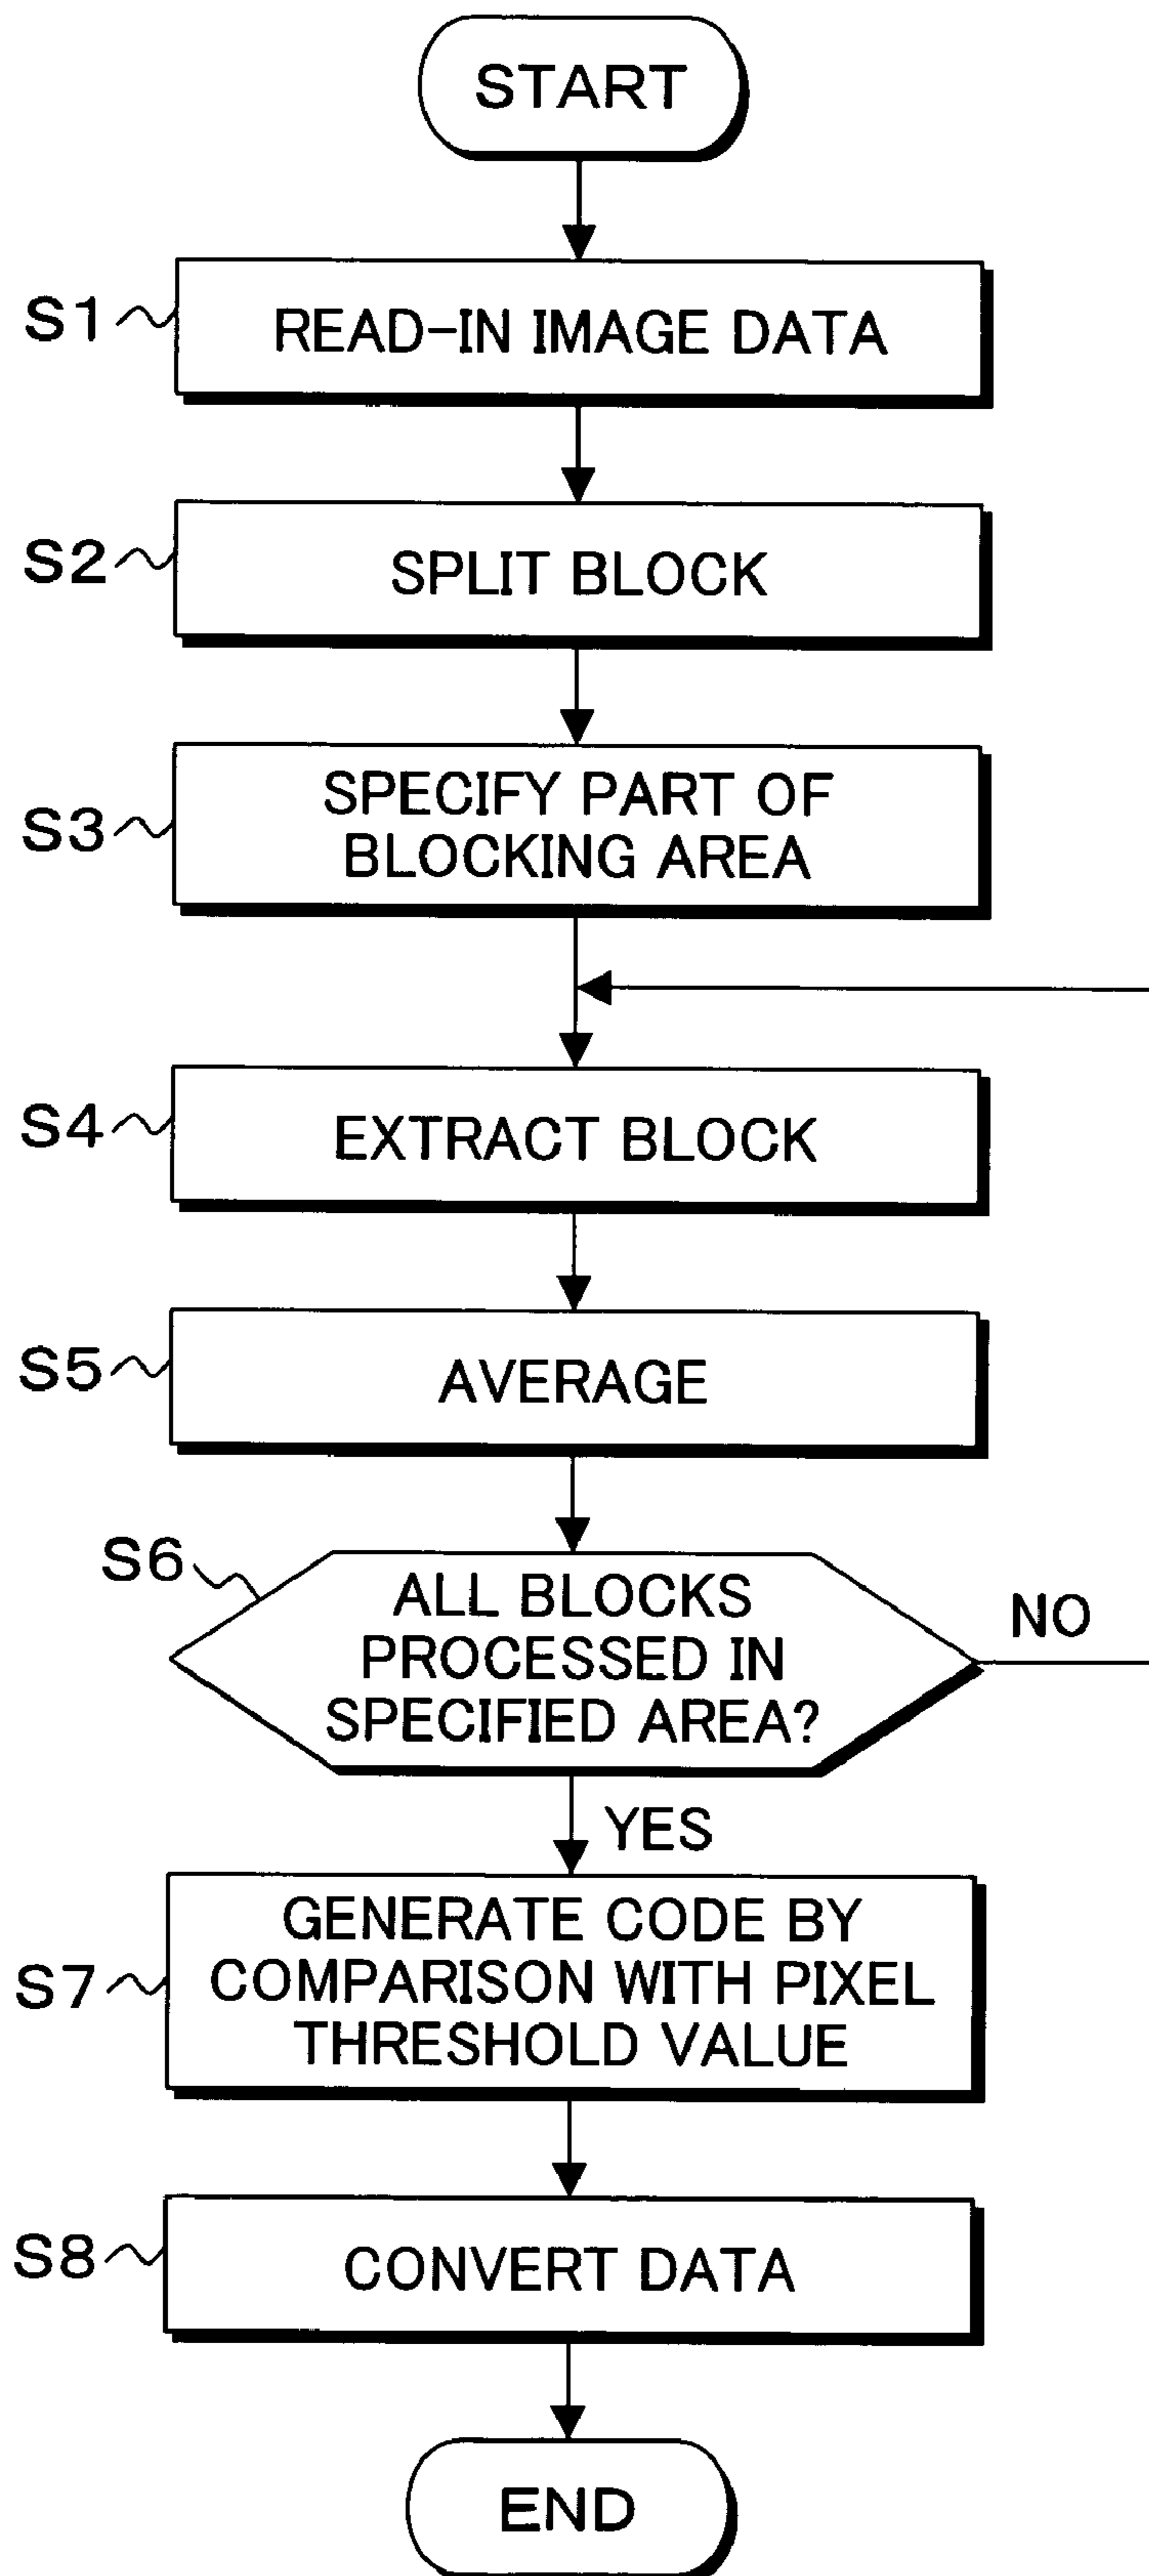 START
S1
READ-IN IMAGE DATA
S2
SPLIT BLOCK
S3
SPECIFY PART OF
BLOCKING AREA
S4
EXTRACT BLOCK
S5
AVERAGE
S6
ALL BLOCKS
PROCESSED IN
SPECIFIED AREA?
NO
YES
S7
GENERATE CODE BY
COMPARISON WITH PIXEL
THRESHOLD VALUE
S8
CONVERT DATA
END